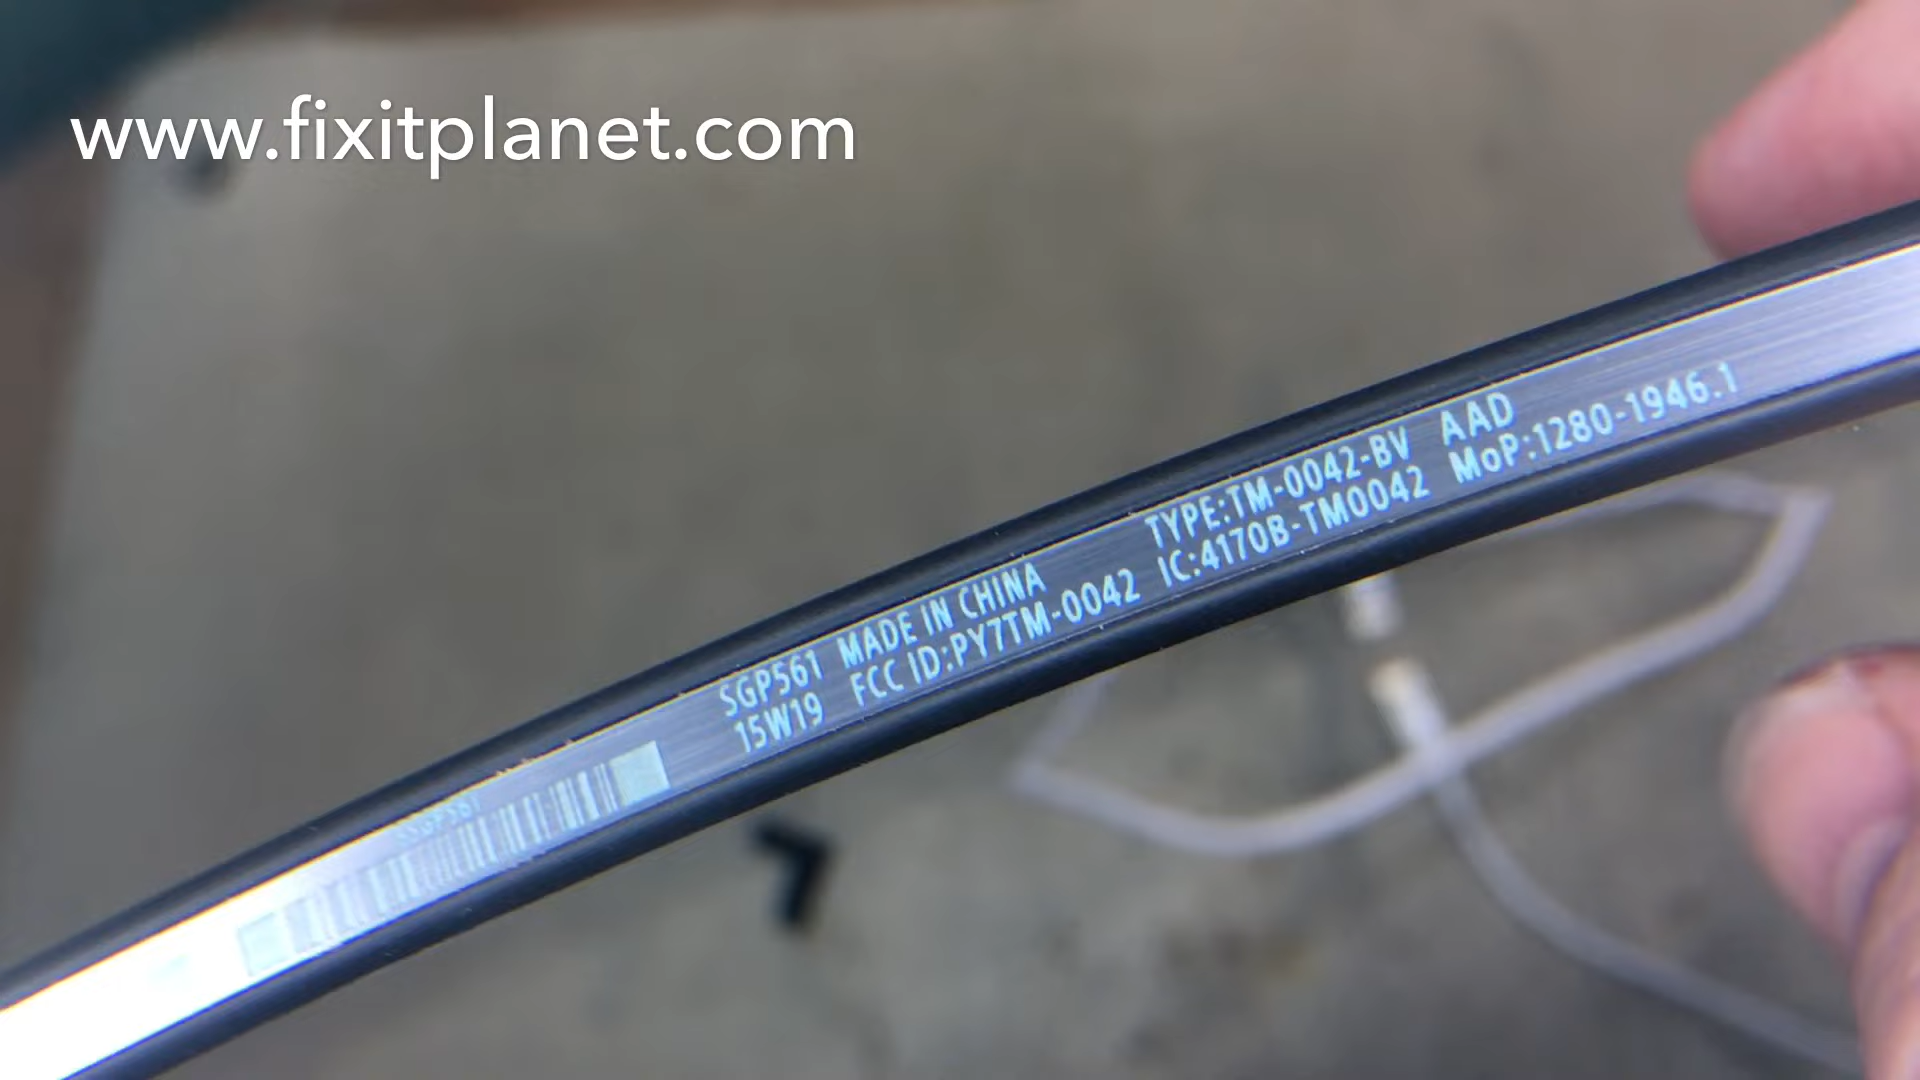 www.fixitplanet.com
SGP561 MADE IN CHINA TYPE:TM-0042-BV AAD
15W19 FCC ID:PY7TM-0042 IC:4170B-TM0042 MoP:1280-1946.1